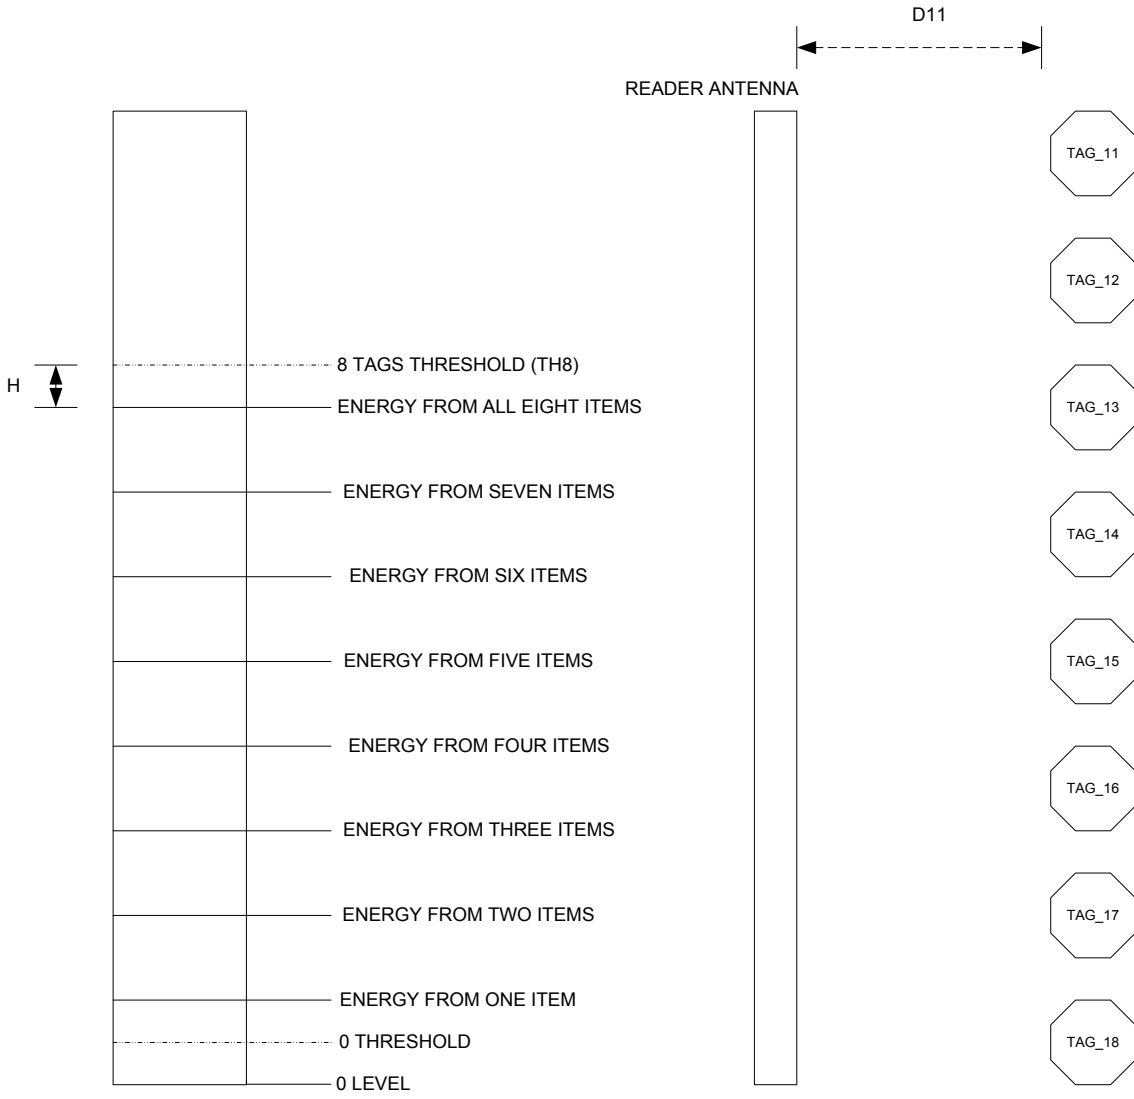 D11
READER ANTENNA
TAG_11
TAG_12
8 TAGS THRESHOLD (TH8)
H
ENERGY FROM ALL EIGHT ITEMS
TAG_13
ENERGY FROM SEVEN ITEMS
TAG_14
ENERGY FROM SIX ITEMS
ENERGY FROM FIVE ITEMS
TAG_15
ENERGY FROM FOUR ITEMS
TAG_16
ENERGY FROM THREE ITEMS
ENERGY FROM TWO ITEMS
TAG_17
ENERGY FROM ONE ITEM
0 THRESHOLD
TAG_18
0 LEVEL